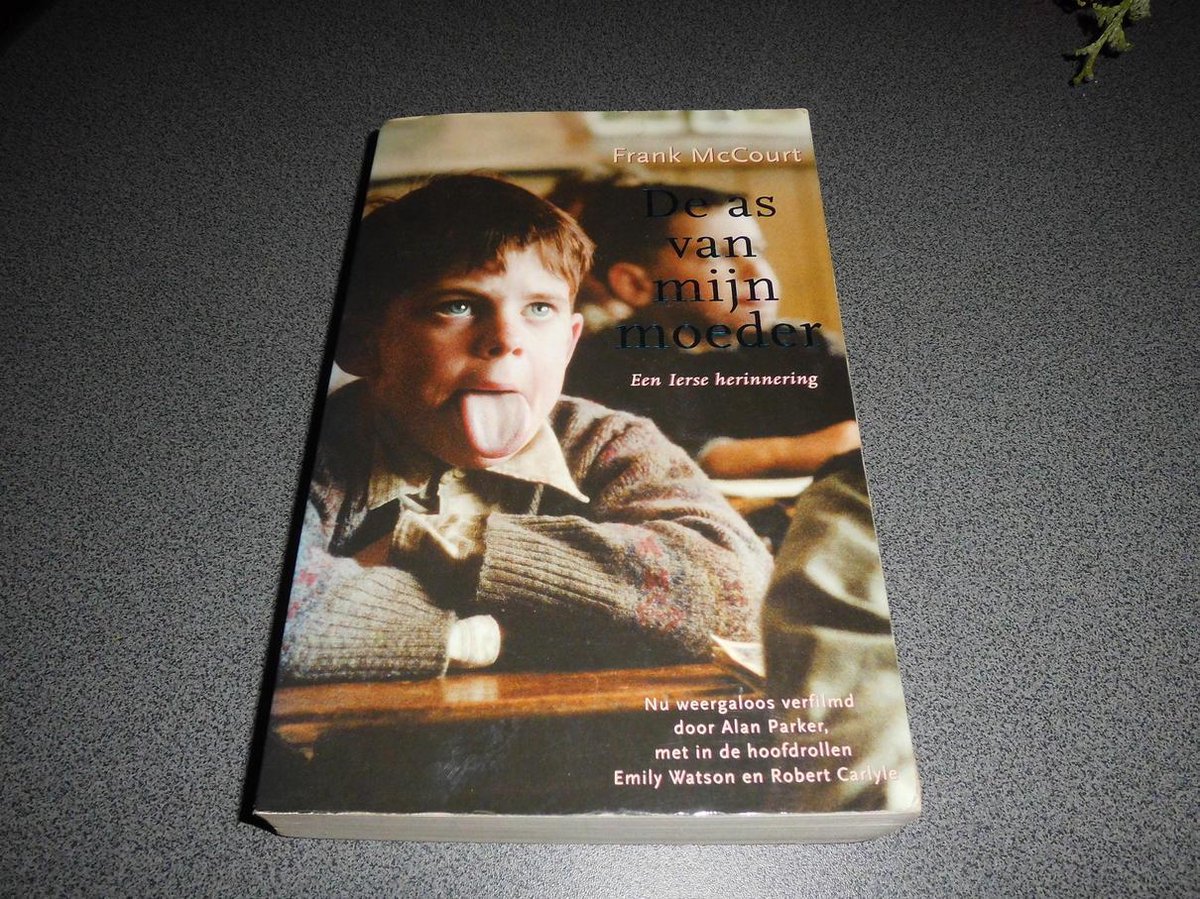 Frank McCourt
De as
van
mijn
moeder
Een Ierse herinnering
Nu weergaloos verfilmd
door Alan Parker,
met in de hoofdrollen
Emily Watson en Robert Carlyle